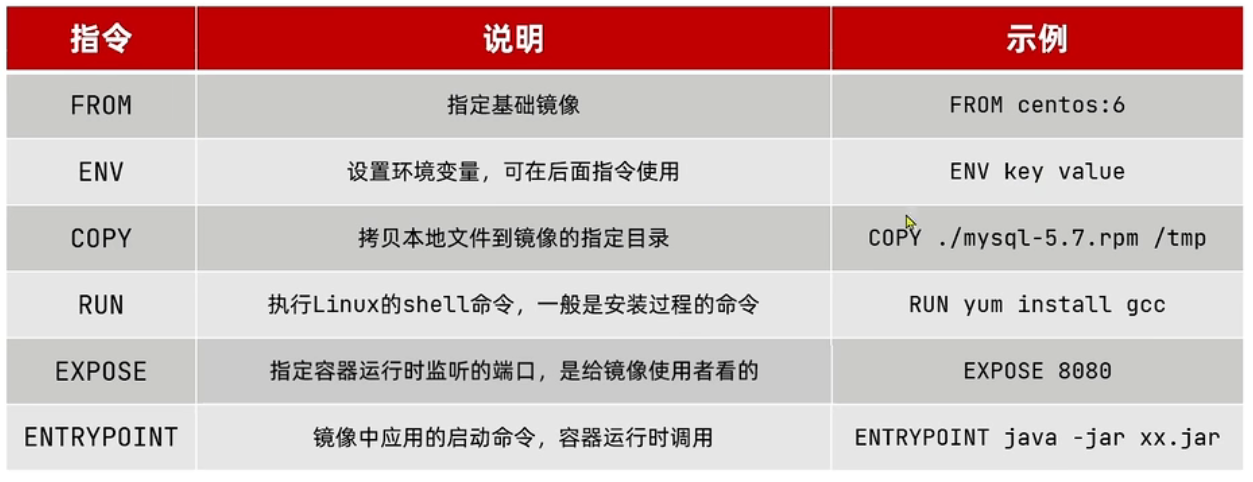 指令 说明 示例
FROM 指定基础镜像 FROM centos:6
ENV 设置环境变量，可在后面指令使用 ENV key value
COPY 拷贝本地文件到镜像的指定目录 COPY ./mysql-5.7.rpm /tmp
RUN 执行Linux的shell命令，一般是安装过程的命令 RUN yum install gcc
EXPOSE 指定容器运行时监听的端口，是给镜像使用者看的 EXPOSE 8080
ENTRYPOINT 镜像中应用的启动命令，容器运行时调用 ENTRYPOINT java -jar xx.jar